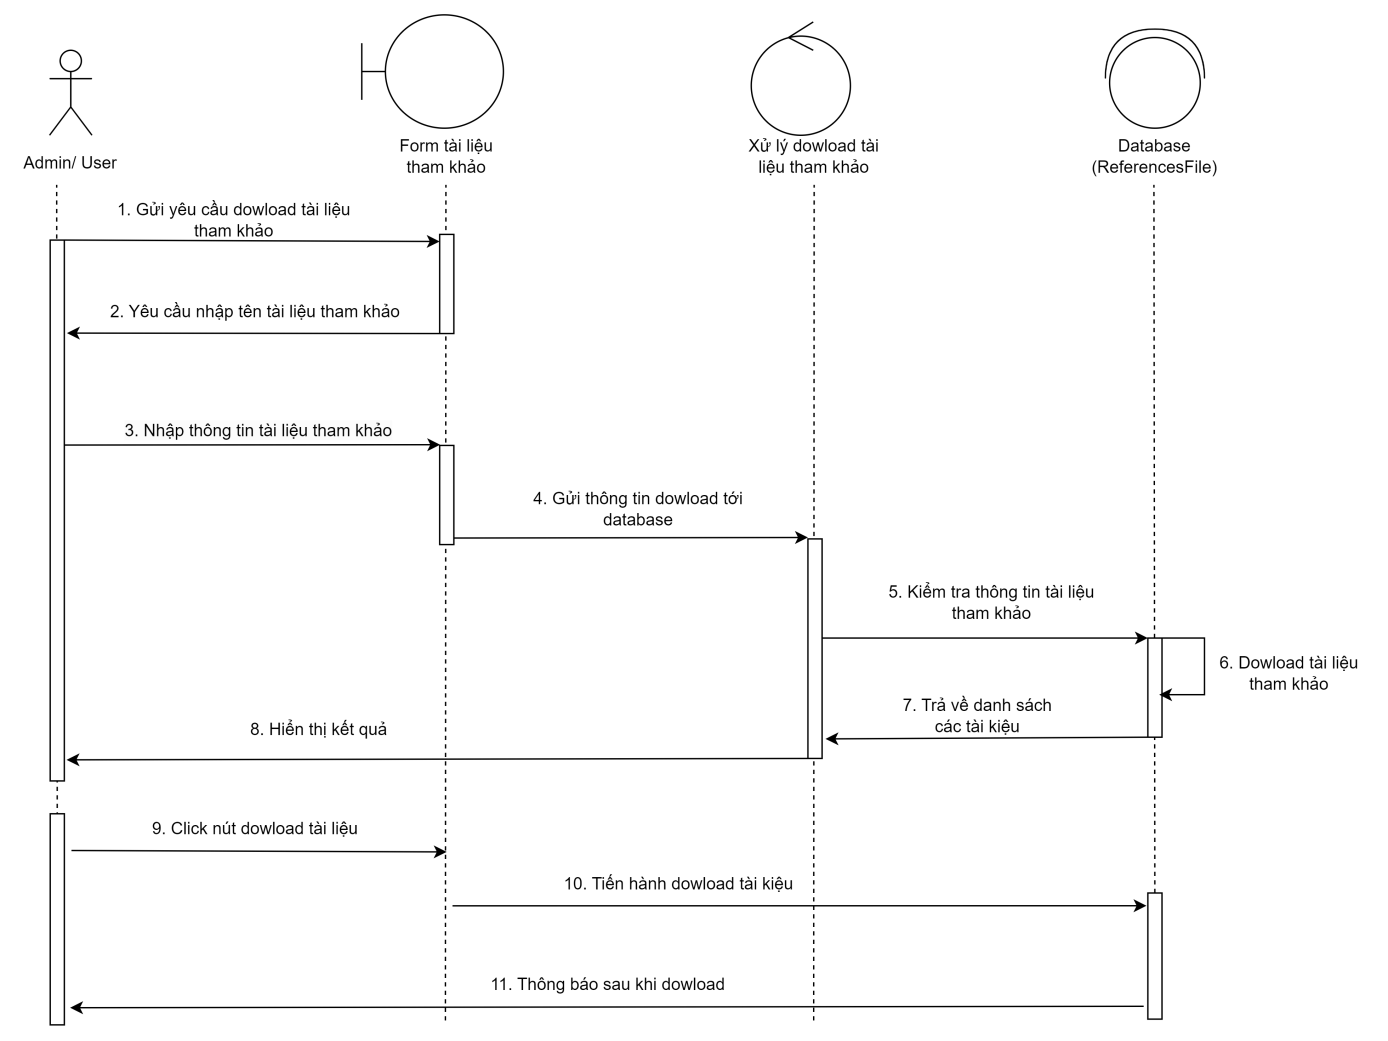 Admin/ User
Form tài liệu
tham khảo
Xử lý dowload tài
liệu tham khảo
Database
(ReferencesFile)
1. Gửi yêu cầu dowload tài liệu
tham khảo
2. Yêu cầu nhập tên tài liệu tham khảo
3. Nhập thông tin tài liệu tham khảo
4. Gửi thông tin dowload tới
database
5. Kiểm tra thông tin tài liệu
tham khảo
6. Dowload tài liệu
tham khảo
7. Trả về danh sách
các tài kiệu
8. Hiển thị kết quả
9. Click nút dowload tài liệu
10. Tiến hành dowload tài kiệu
11. Thông báo sau khi dowload